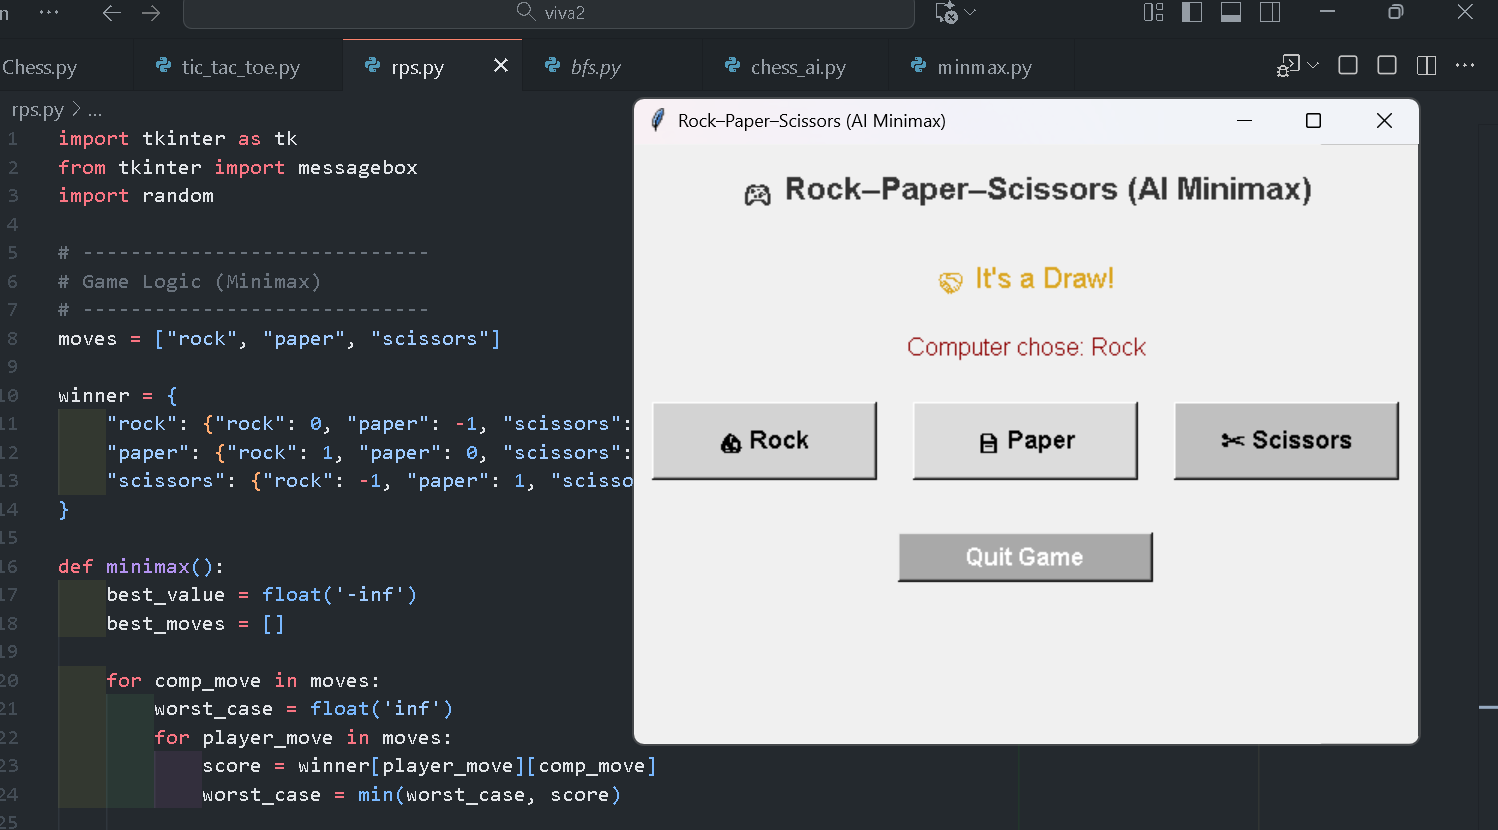 viva2
Chess.py
tic_tac_toe.py
rps.py
bfs.py
chess_ai.py
minmax.py
rps.py > ...
1 import tkinter as tk
2 from tkinter import messagebox
3 import random
4
5 # -----------------------------
6 # Game Logic (Minimax)
7 # -----------------------------
8 moves = ["rock", "paper", "scissors"]
9
10 winner = {
11 "rock": {"rock": 0, "paper": -1, "scissors":
12 "paper": {"rock": 1, "paper": 0, "scissors":
13 "scissors": {"rock": -1, "paper": 1, "scisso
14 }
15
16 def minimax():
17 best_value = float('-inf')
18 best_moves = []
19
20 for comp_move in moves:
21 worst_case = float('inf')
22 for player_move in moves:
23 score = winner[player_move][comp_move]
24 worst_case = min(worst_case, score)
25
Rock–Paper–Scissors (AI Minimax)
Rock–Paper–Scissors (AI Minimax)
It's a Draw!
Computer chose: Rock
Rock
Paper
Scissors
Quit Game